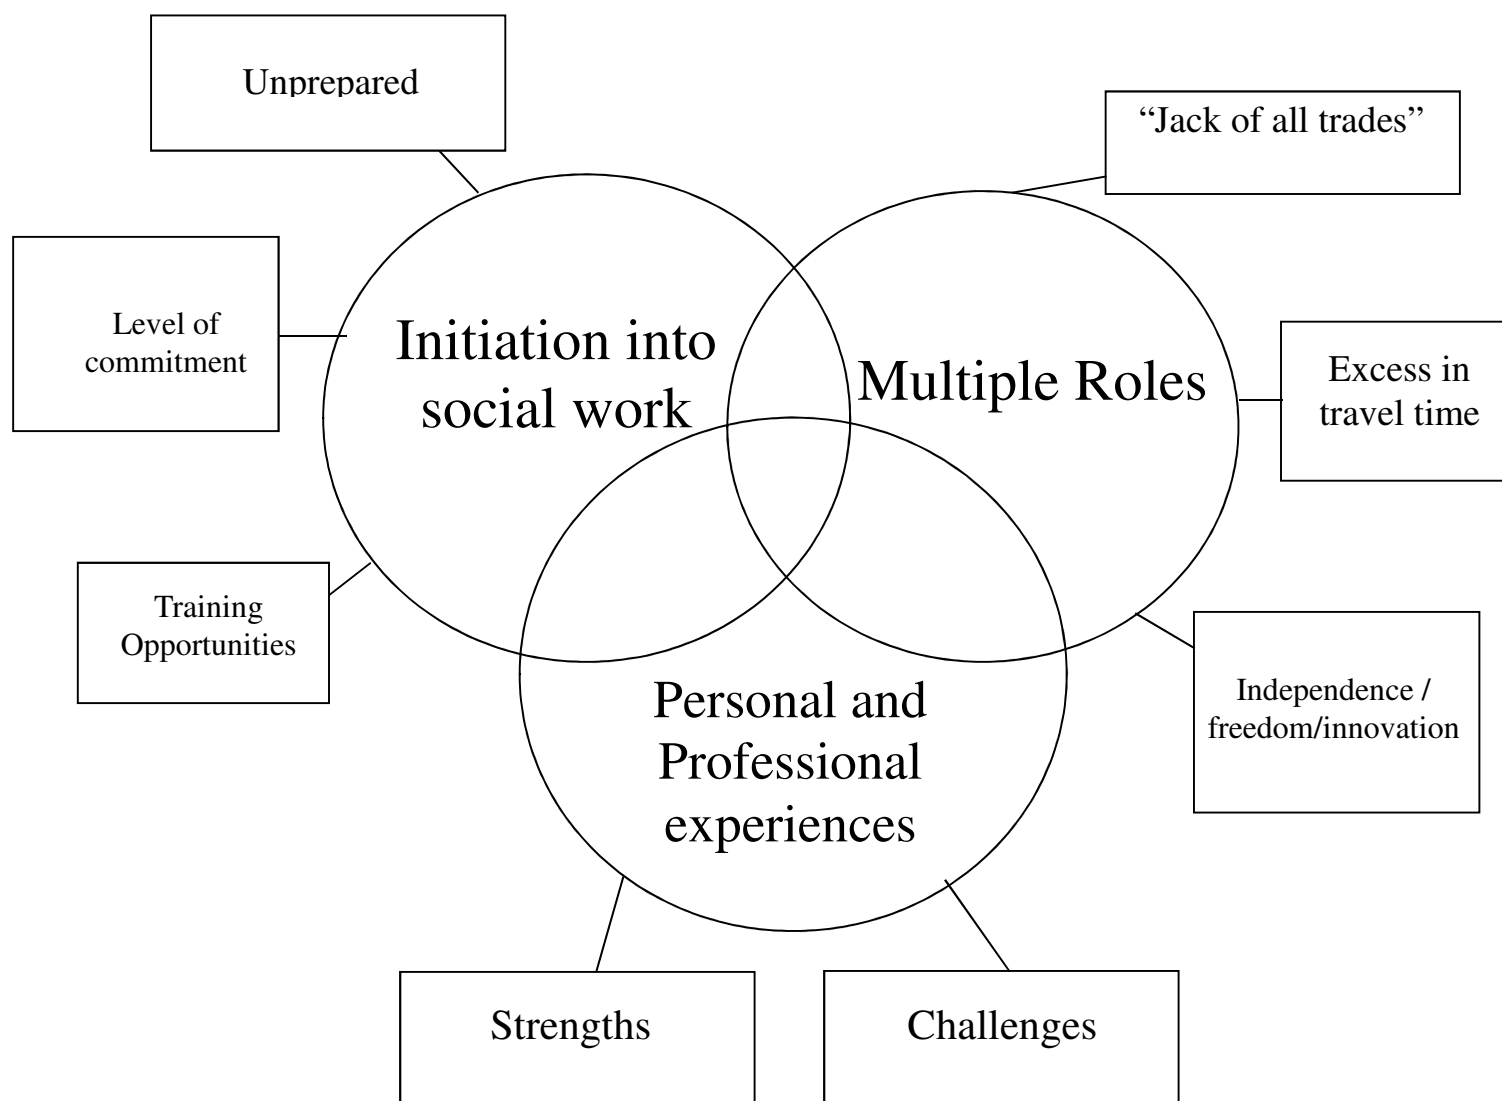 Unprepared
“Jack of all trades”
Level of
commitment
Initiation into
social work
Multiple Roles
Excess in
travel time
Training
Opportunities
Independence /
freedom/innovation
Personal and
Professional
experiences
Strengths
Challenges